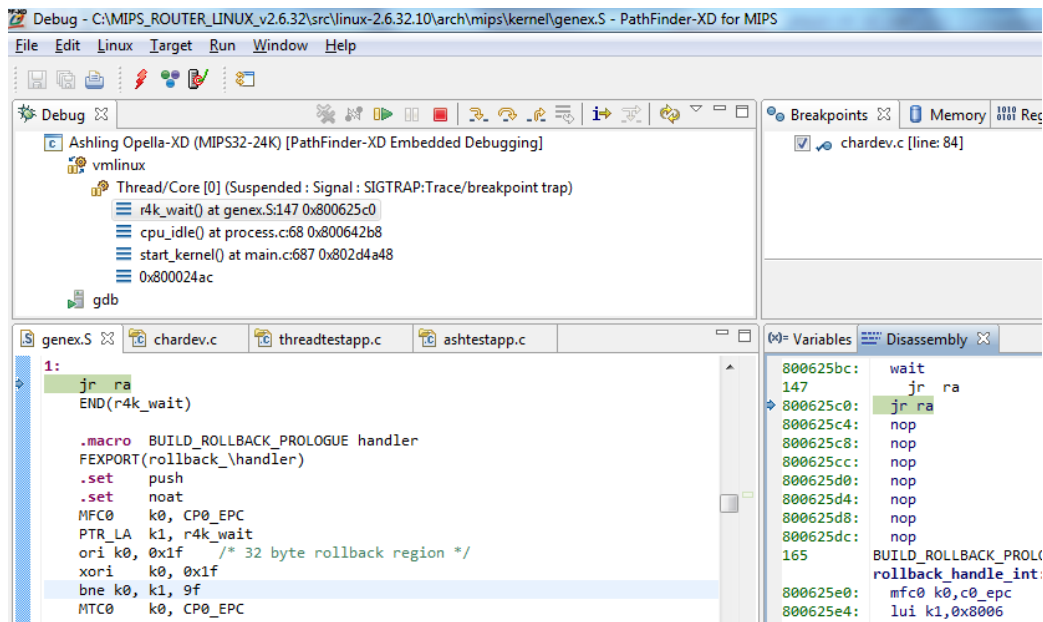 Debug - C:\MIPS_ROUTER_LINUX_v2.6.32\src\linux-2.6.32.10\arch\mips\kernel\genex.S - PathFinder-XD for MIPS
File Edit Linux Target Run Window Help
Debug
Ashling Opella-XD (MIPS32-24K) [PathFinder-XD Embedded Debugging]
vmlinux
Thread/Core [0] (Suspended : Signal : SIGTRAP:Trace/breakpoint trap)
r4k_wait() at genex.S:147 0x800625c0
cpu_idle() at process.c:68 0x800642b8
start_kernel() at main.c:687 0x802d4a48
0x800024ac
gdb
Breakpoints Memory Reg
chardev.c [line: 84]
genex.S chardev.c threadtestapp.c ashtestapp.c
1:
jr ra
END(r4k_wait)
.macro BUILD_ROLLBACK_PROLOGUE handler
FEXPORT(rollback_\handler)
.set push
.set noat
MFC0 k0, CP0_EPC
PTR_LA k1, r4k_wait
ori k0, 0x1f /* 32 byte rollback region */
xori k0, 0x1f
bne k0, k1, 9f
MTC0 k0, CP0_EPC
(x)= Variables Disassembly
800625bc: wait
147 jr ra
800625c0: jr ra
800625c4: nop
800625c8: nop
800625cc: nop
800625d0: nop
800625d4: nop
800625d8: nop
800625dc: nop
165 BUILD_ROLLBACK_PROLO
rollback_handle_int:
800625e0: mfc0 k0,c0_epc
800625e4: lui k1,0x8006